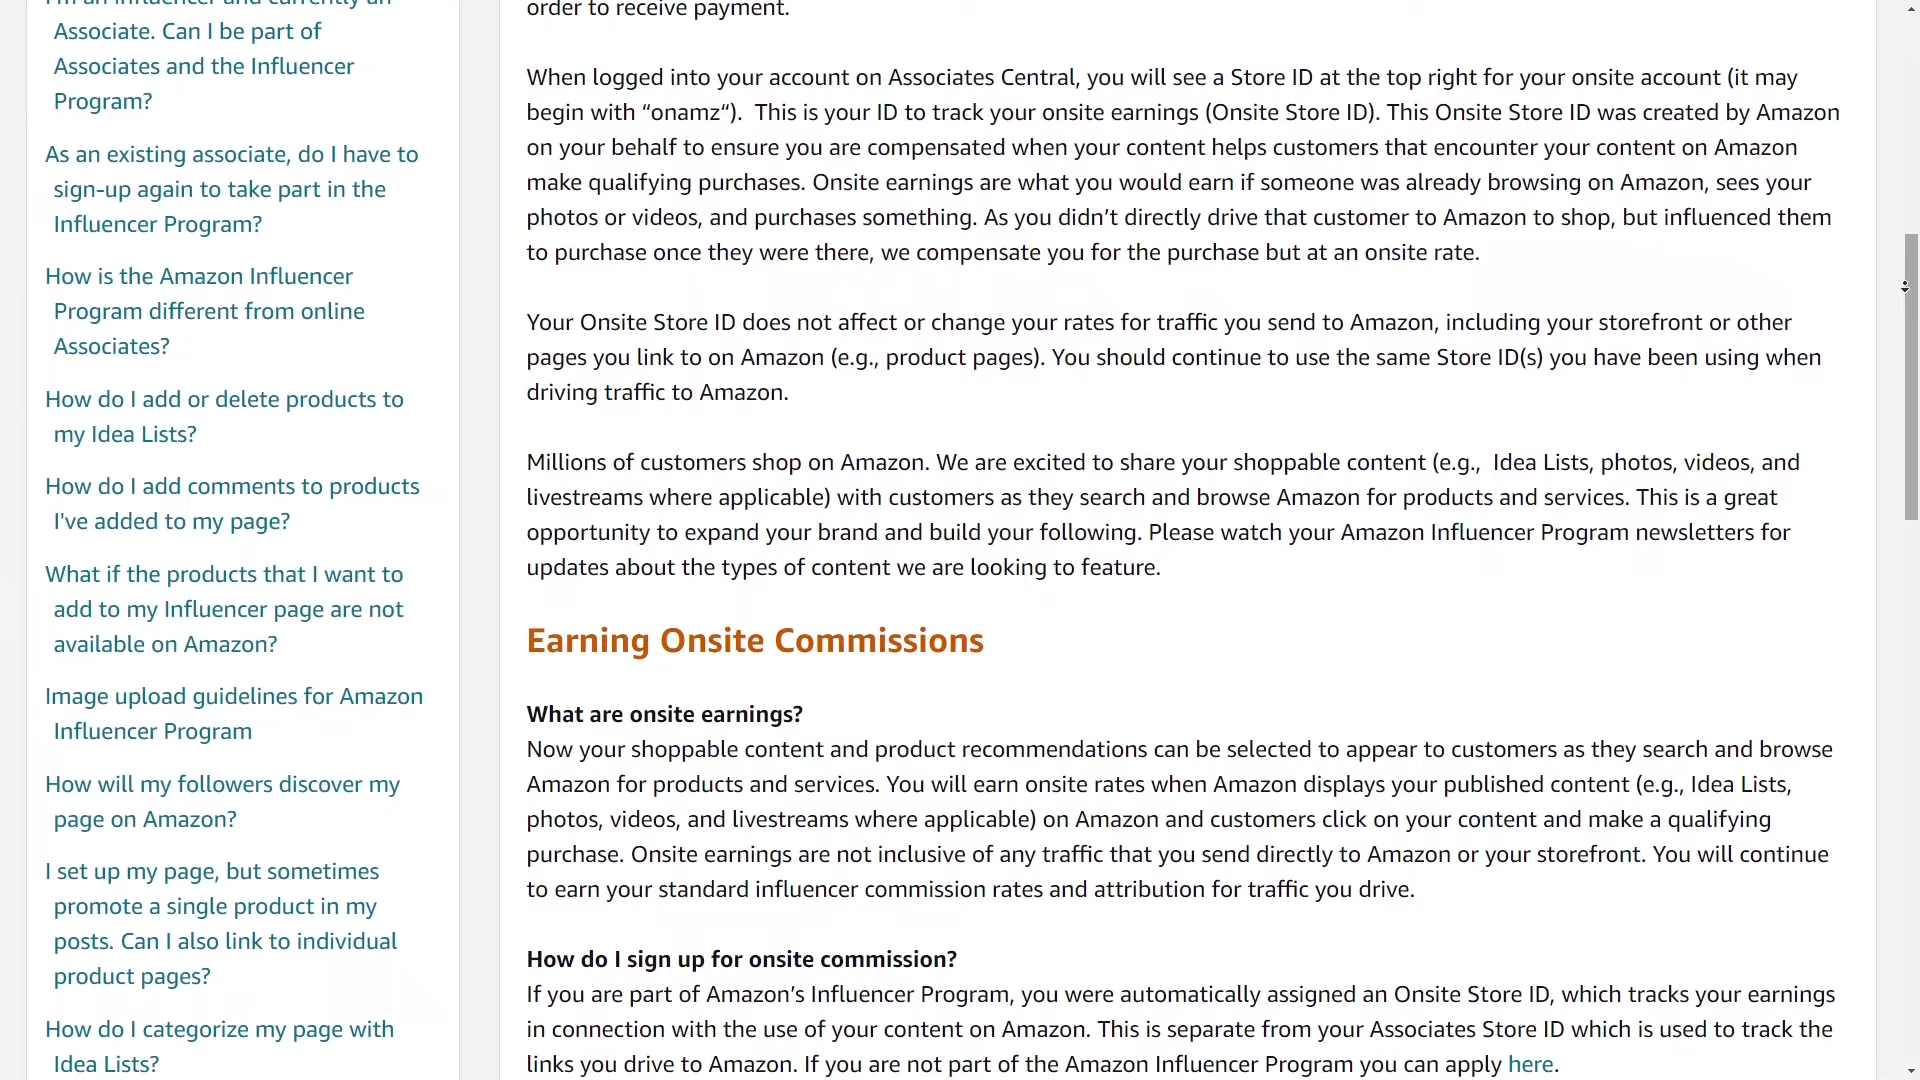 I'm an influencer and currently an
Associate. Can I be part of
Associates and the Influencer
Program?
As an existing associate, do I have to
sign-up again to take part in the
Influencer Program?
How is the Amazon Influencer
Program different from online
Associates?
How do I add or delete products to
my Idea Lists?
How do I add comments to products
I've added to my page?
What if the products that I want to
add to my Influencer page are not
available on Amazon?
Image upload guidelines for Amazon
Influencer Program
How will my followers discover my
page on Amazon?
I set up my page, but sometimes
promote a single product in my
posts. Can I also link to individual
product pages?
How do I categorize my page with
Idea Lists?
order to receive payment.
When logged into your account on Associates Central, you will see a Store ID at the top right for your onsite account (it may
begin with “onamz“).  This is your ID to track your onsite earnings (Onsite Store ID). This Onsite Store ID was created by Amazon
on your behalf to ensure you are compensated when your content helps customers that encounter your content on Amazon
make qualifying purchases. Onsite earnings are what you would earn if someone was already browsing on Amazon, sees your
photos or videos, and purchases something. As you didn’t directly drive that customer to Amazon to shop, but influenced them
to purchase once they were there, we compensate you for the purchase but at an onsite rate.
Your Onsite Store ID does not affect or change your rates for traffic you send to Amazon, including your storefront or other
pages you link to on Amazon (e.g., product pages). You should continue to use the same Store ID(s) you have been using when
driving traffic to Amazon.
Millions of customers shop on Amazon. We are excited to share your shoppable content (e.g.,  Idea Lists, photos, videos, and
livestreams where applicable) with customers as they search and browse Amazon for products and services. This is a great
opportunity to expand your brand and build your following. Please watch your Amazon Influencer Program newsletters for
updates about the types of content we are looking to feature.
Earning Onsite Commissions
What are onsite earnings?
Now your shoppable content and product recommendations can be selected to appear to customers as they search and browse
Amazon for products and services. You will earn onsite rates when Amazon displays your published content (e.g., Idea Lists,
photos, videos, and livestreams where applicable) on Amazon and customers click on your content and make a qualifying
purchase. Onsite earnings are not inclusive of any traffic that you send directly to Amazon or your storefront. You will continue
to earn your standard influencer commission rates and attribution for traffic you drive.
How do I sign up for onsite commission?
If you are part of Amazon’s Influencer Program, you were automatically assigned an Onsite Store ID, which tracks your earnings
in connection with the use of your content on Amazon. This is separate from your Associates Store ID which is used to track the
links you drive to Amazon. If you are not part of the Amazon Influencer Program you can apply here.